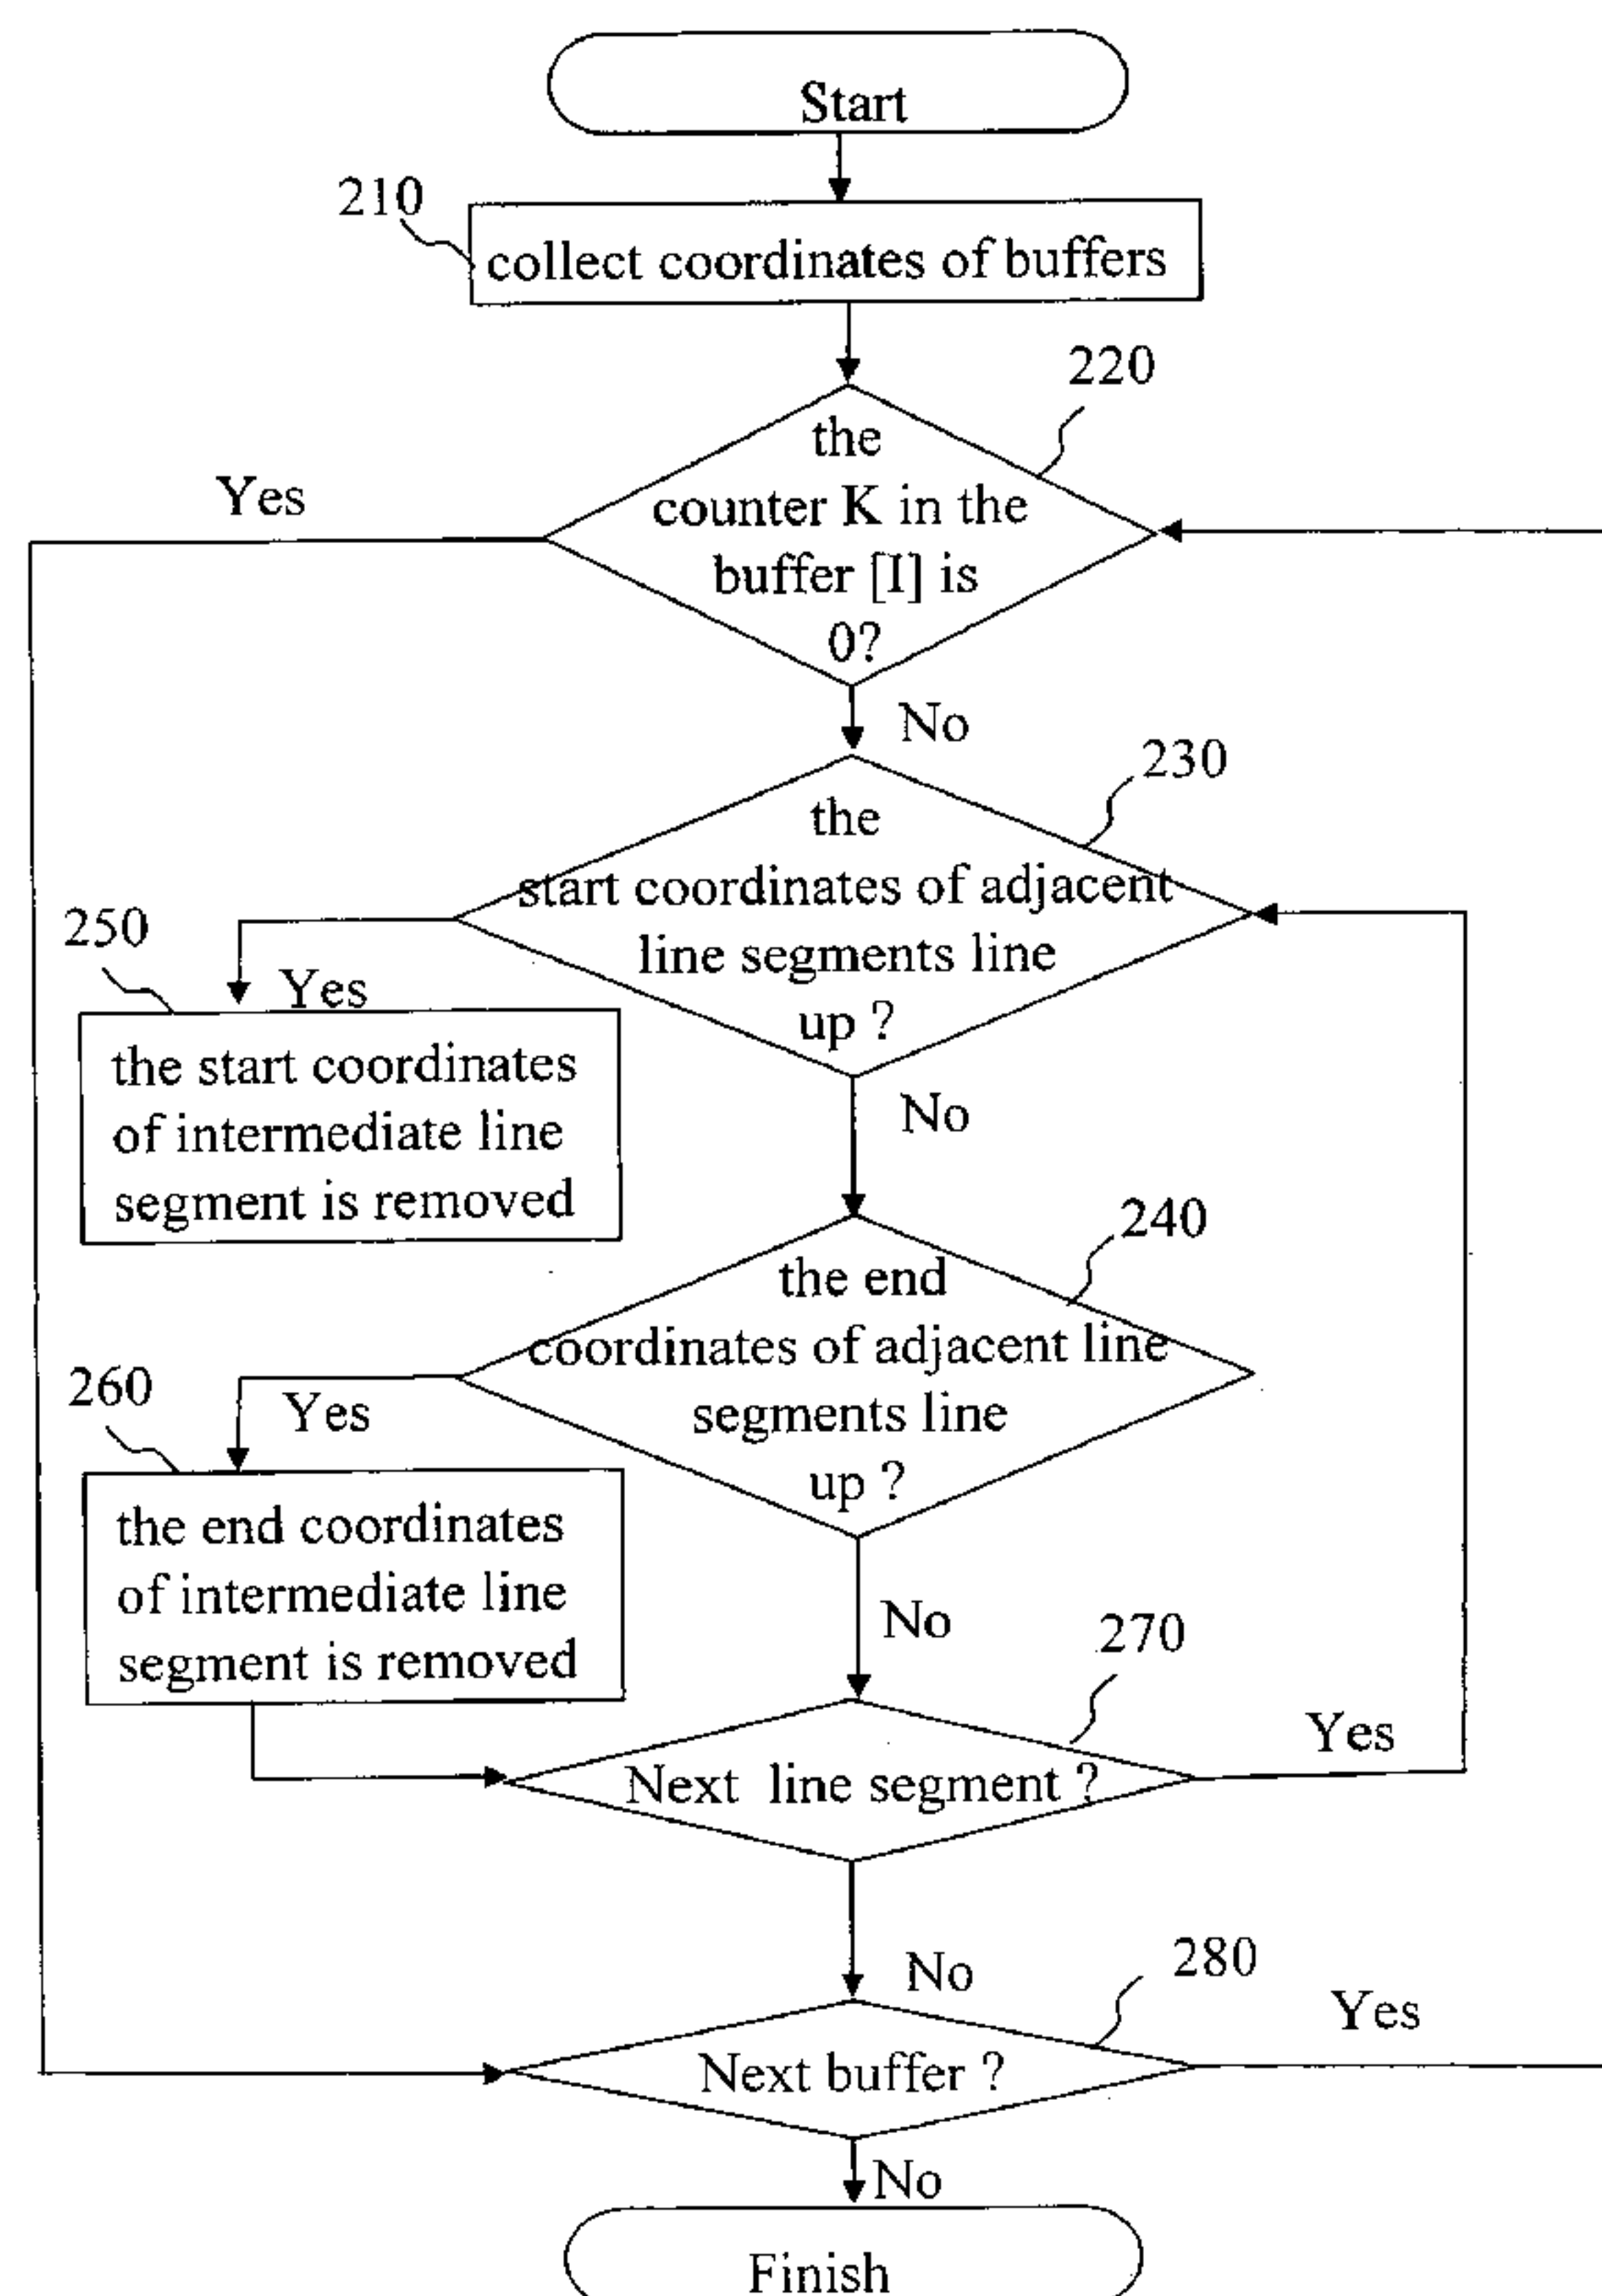 Start
210
collect coordinates of buffers
220
the
counter K in the
buffer [I] is
0?
Yes
No
230
the
start coordinates of adjacent
line segments line
up ?
250
Yes
the start coordinates
of intermediate line
segment is removed
No
240
the end
coordinates of adjacent line
segments line
up ?
260
Yes
the end coordinates
of intermediate line
segment is removed
No
270
Next line segment ?
Yes
No
280
Next buffer ?
Yes
No
Finish